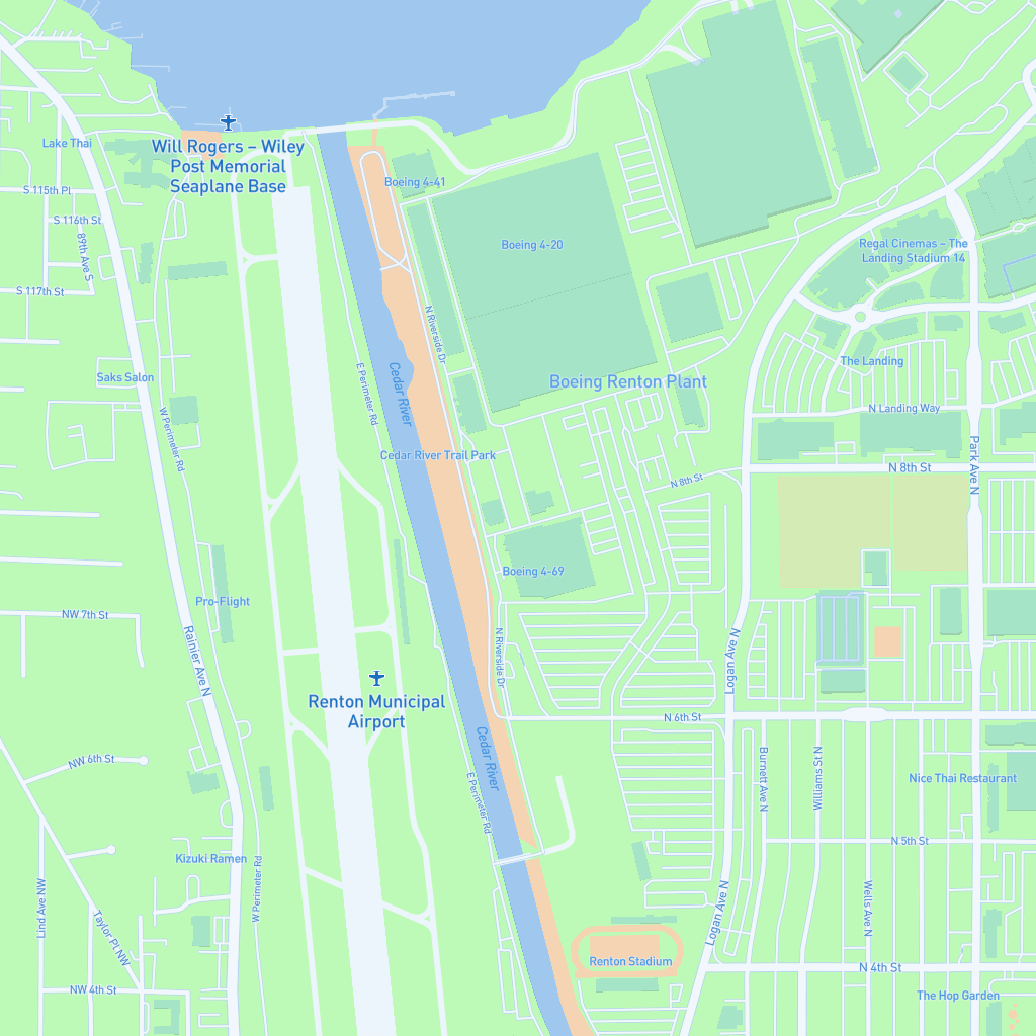 Lake Thai
Will Rogers – Wiley
Post Memorial
Seaplane Base
S 115th Pl
S 116th St
89th Ave S
S 117th St
Boeing 4-41
Boeing 4-20
Regal Cinemas – The
Landing Stadium 14
N Riverside Dr
The Landing
Saks Salon
E Perimeter Rd
Cedar River
Boeing Renton Plant
N Landing Way
W Perimeter Rd
Cedar River Trail Park
N 8th St
N 8th St
Park Ave N
Boeing 4-69
Pro-Flight
NW 7th St
Rainier Ave N
N Riverside Dr
Logan Ave N
Renton Municipal
Airport
N 6th St
NW 6th St
Cedar River
E Perimeter Rd
Burnett Ave N
Williams St N
Nice Thai Restaurant
N 5th St
Kizuki Ramen
W Perimeter Rd
Lind Ave NW
Taylor Pl NW
Logan Ave N
Wells Ave N
Renton Stadium
N 4th St
NW 4th St
The Hop Garden